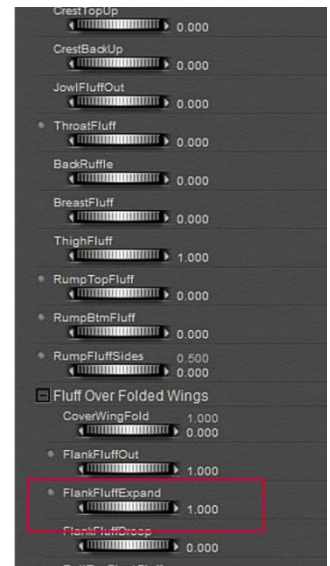 CrestTopUp
0.000
CrestBackUp
0.000
JowlFluffOut
0.000
ThroatFluff
0.000
BackRuffle
0.000
BreastFluff
0.000
ThighFluff
1.000
RumpTopFluff
0.000
RumpBtmFluff
0.000
RumpFluffSides 0.500
0.000
Fluff Over Folded Wings
CoverWingFold 1.000
0.000
FlankFluffOut
1.000
FlankFluffExpand
1.000
FlankFluffDroop
0.000